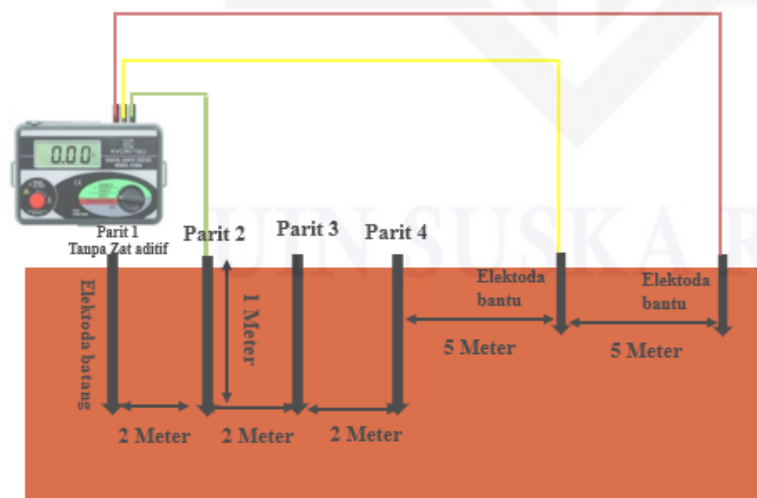 0.00
KYORITSU
Parit 1
Tanpa Zat aditif
Parit 2
Parit 3
Parit 4
UIN SUSKA R
Elektoda batang
1 Meter
Elektoda
bantu
Elektoda
bantu
5 Meter
5 Meter
2 Meter
2 Meter
2 Meter